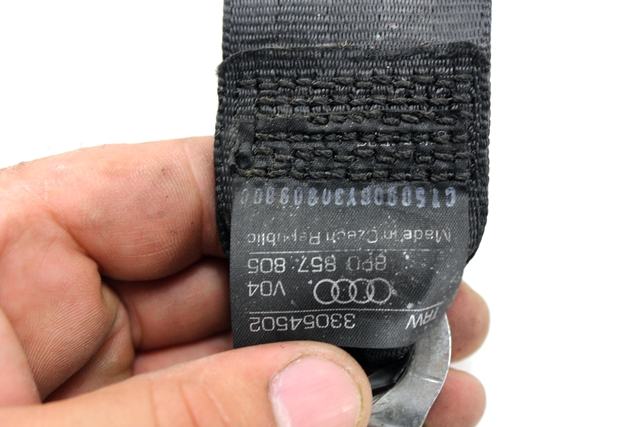 TRW 33054502
V04
8P0 857 805
Made in Czech Republic